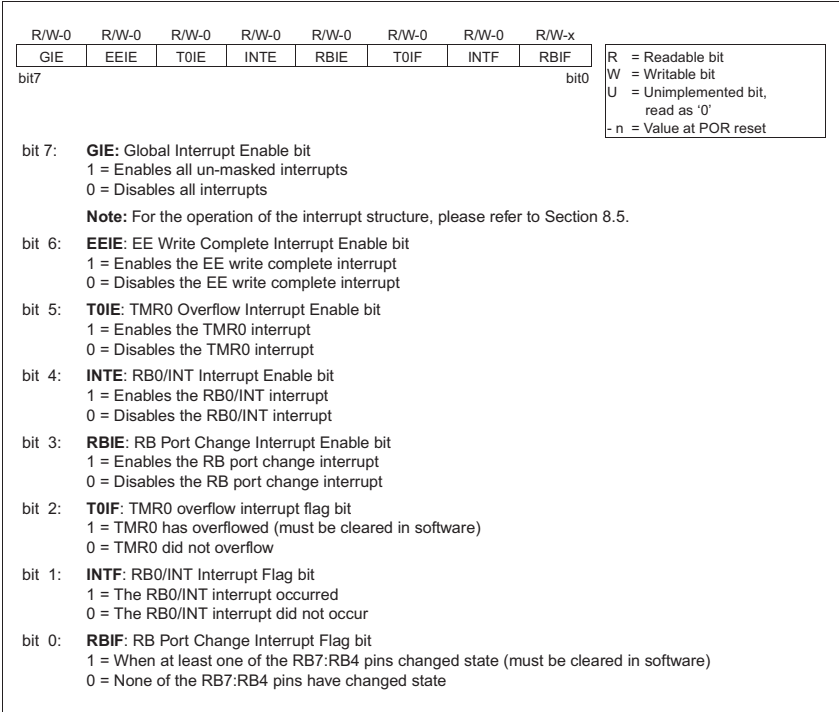 R/W-0 R/W-0 R/W-0 R/W-0 R/W-0 R/W-0 R/W-0 R/W-x
GIE EEIE T0IE INTE RBIE T0IF INTF RBIF
bit7 bit0
R = Readable bit
W = Writable bit
U = Unimplemented bit,
read as ‘0’
- n = Value at POR reset
bit 7: GIE: Global Interrupt Enable bit
1 = Enables all un-masked interrupts
0 = Disables all interrupts
Note: For the operation of the interrupt structure, please refer to Section 8.5.
bit 6: EEIE: EE Write Complete Interrupt Enable bit
1 = Enables the EE write complete interrupt
0 = Disables the EE write complete interrupt
bit 5: T0IE: TMR0 Overflow Interrupt Enable bit
1 = Enables the TMR0 interrupt
0 = Disables the TMR0 interrupt
bit 4: INTE: RB0/INT Interrupt Enable bit
1 = Enables the RB0/INT interrupt
0 = Disables the RB0/INT interrupt
bit 3: RBIE: RB Port Change Interrupt Enable bit
1 = Enables the RB port change interrupt
0 = Disables the RB port change interrupt
bit 2: T0IF: TMR0 overflow interrupt flag bit
1 = TMR0 has overflowed (must be cleared in software)
0 = TMR0 did not overflow
bit 1: INTF: RB0/INT Interrupt Flag bit
1 = The RB0/INT interrupt occurred
0 = The RB0/INT interrupt did not occur
bit 0: RBIF: RB Port Change Interrupt Flag bit
1 = When at least one of the RB7:RB4 pins changed state (must be cleared in software)
0 = None of the RB7:RB4 pins have changed state